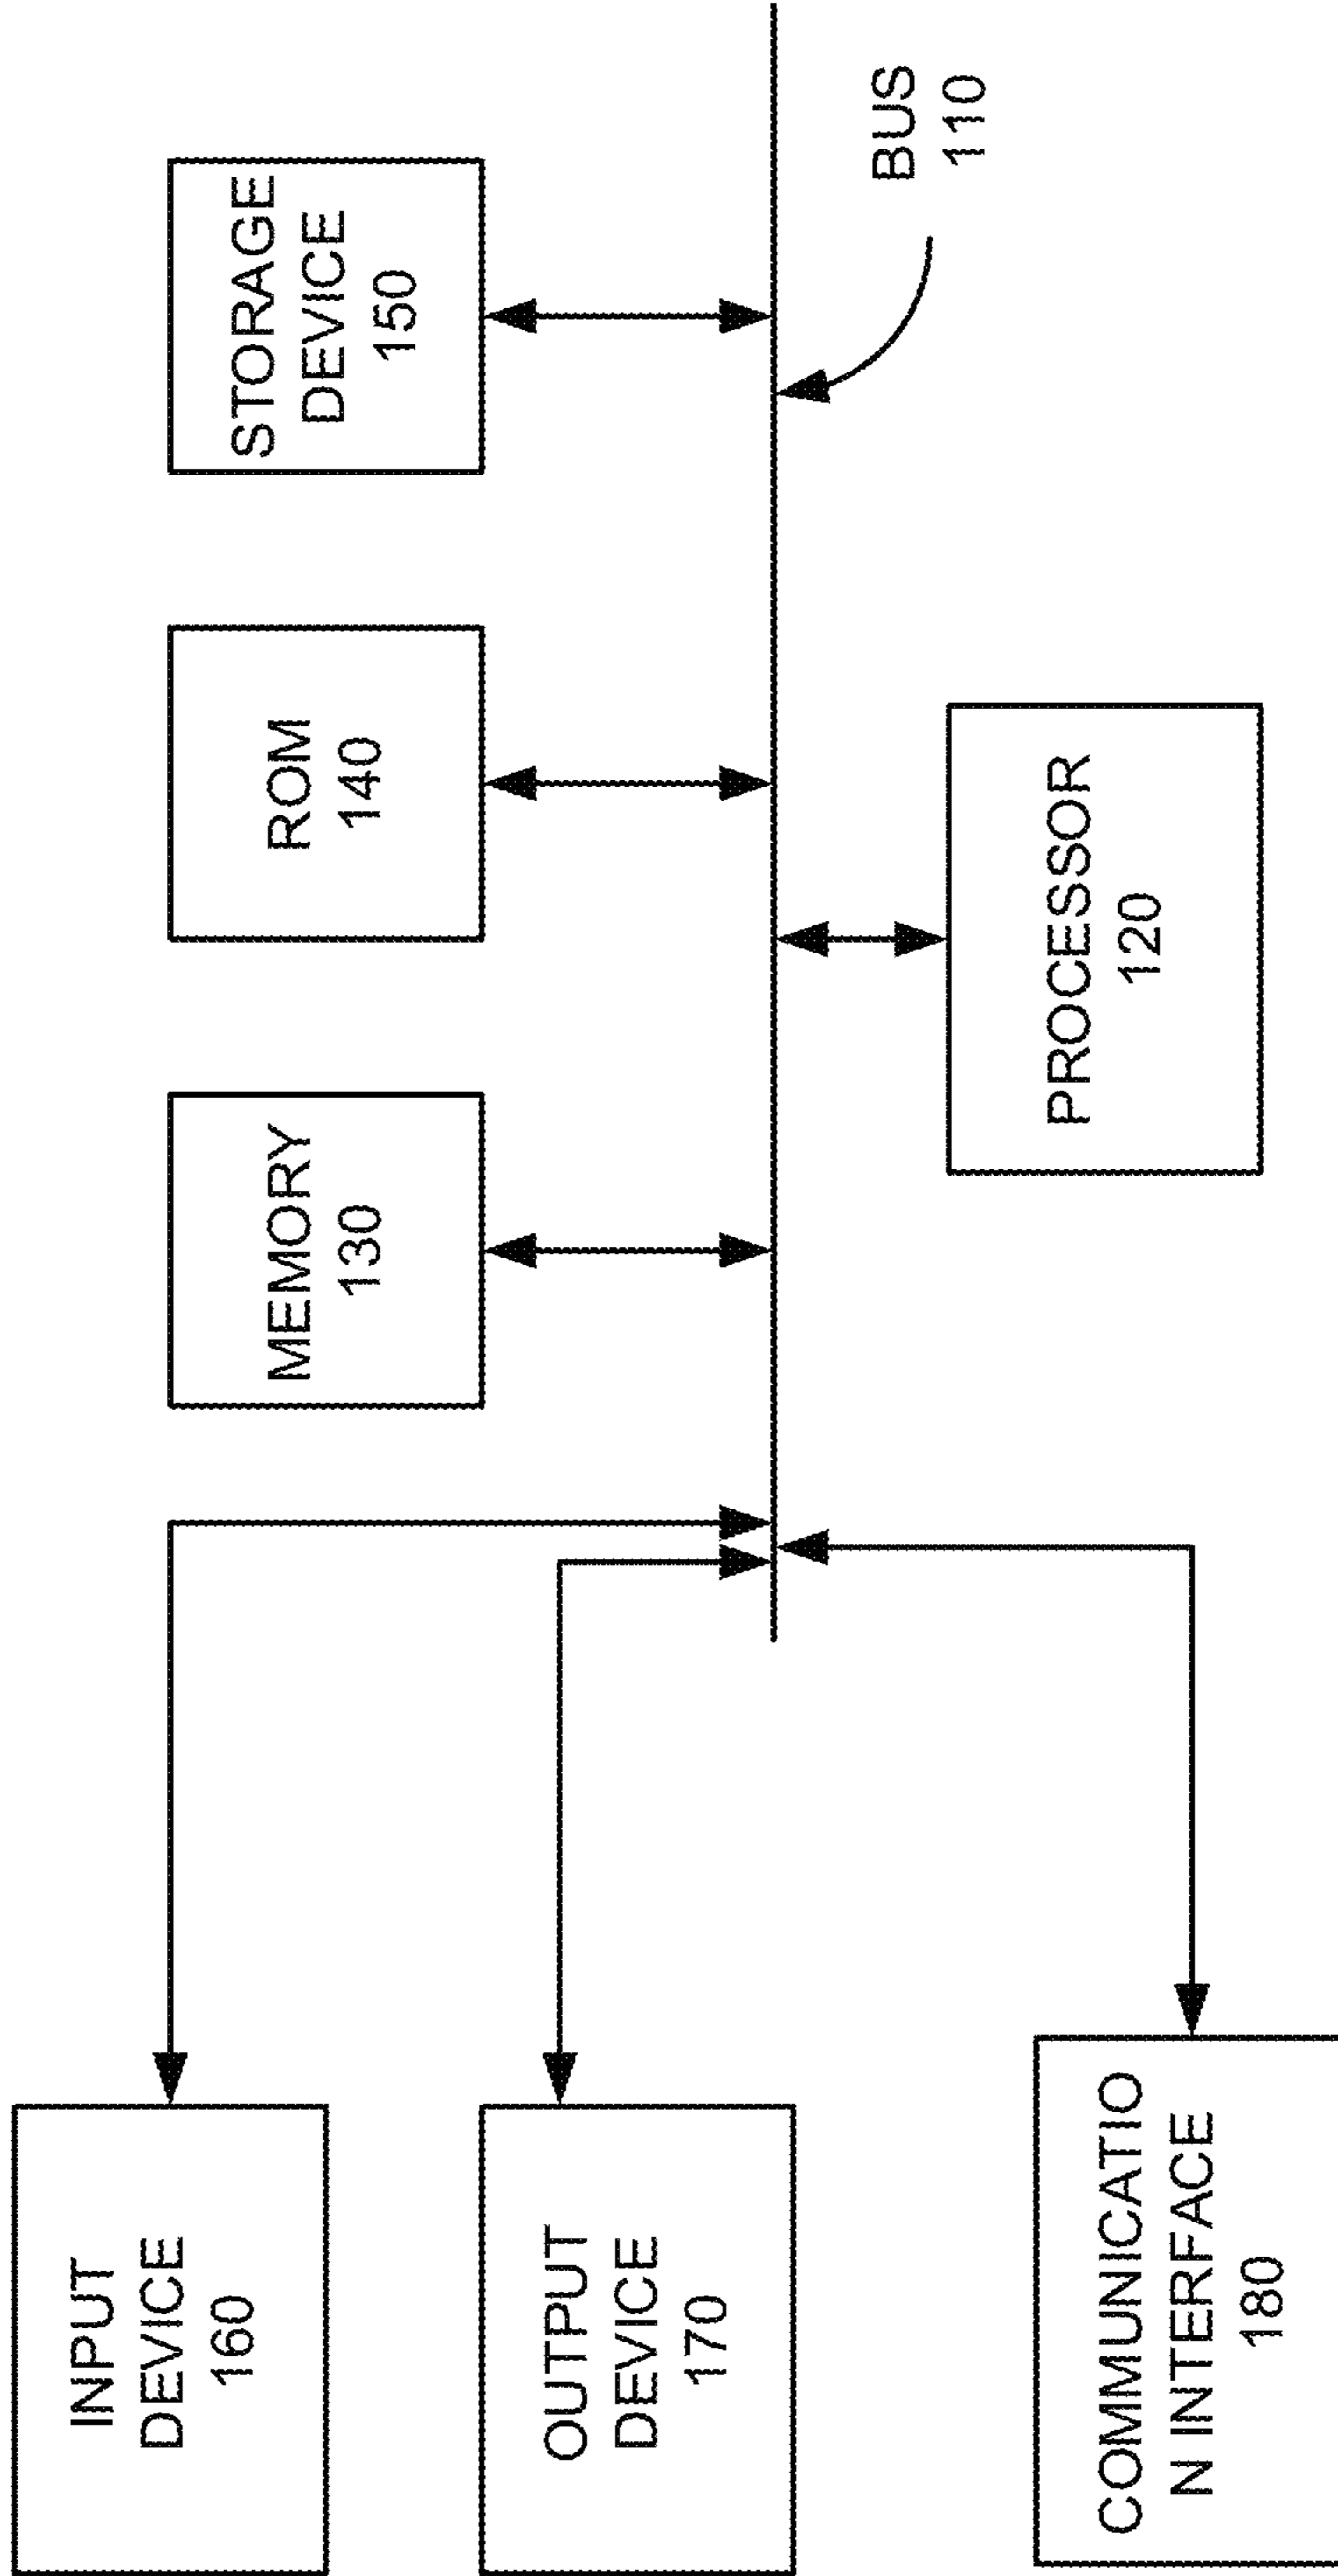 INPUT
DEVICE
160
OUTPUT
DEVICE
170
COMMUNICATIO
N INTERFACE
180
MEMORY
130
ROM
140
STORAGE
DEVICE
150
PROCESSOR
120
BUS
110